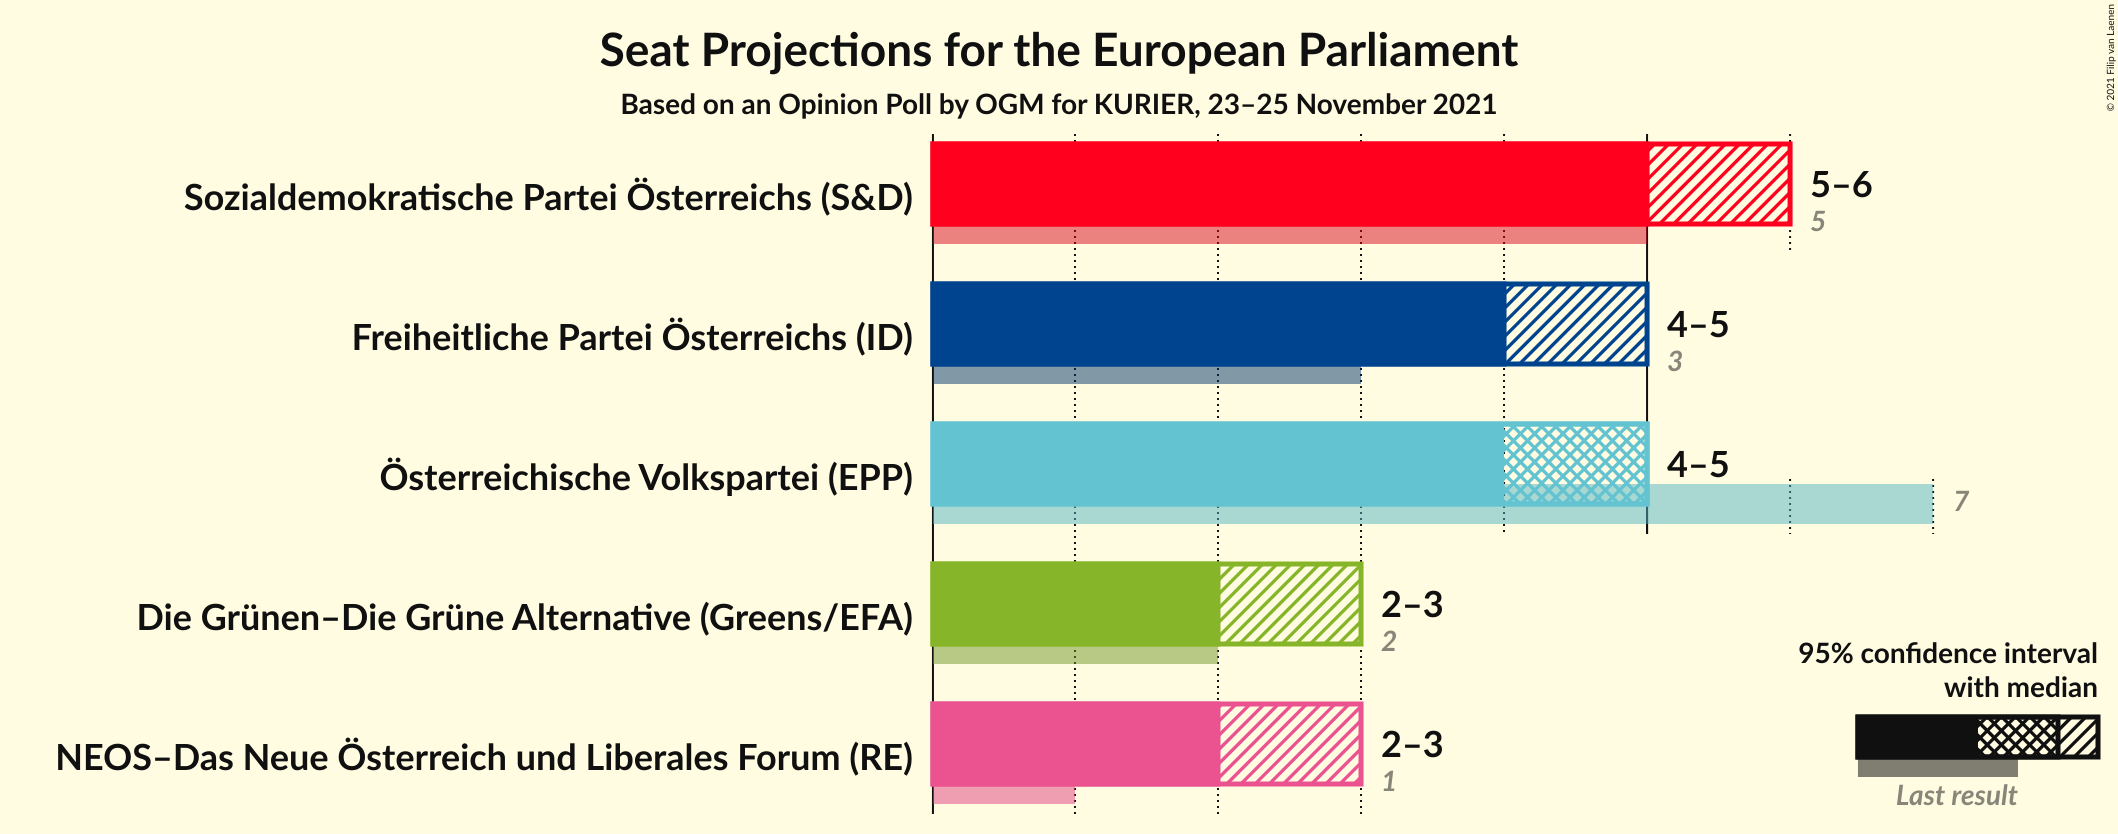 Seat Projections for the European Parliament
Based on an Opinion Poll by OGM for KURIER, 23–25 November 2021
© 2021 Filip van Laenen
Sozialdemokratische Partei Österreichs (S&D)
5–6
5
Freiheitliche Partei Österreichs (ID)
4–5
3
Österreichische Volkspartei (EPP)
4–5
7
Die Grünen–Die Grüne Alternative (Greens/EFA)
2–3
2
NEOS–Das Neue Österreich und Liberales Forum (RE)
2–3
1
95% confidence interval
with median
Last result